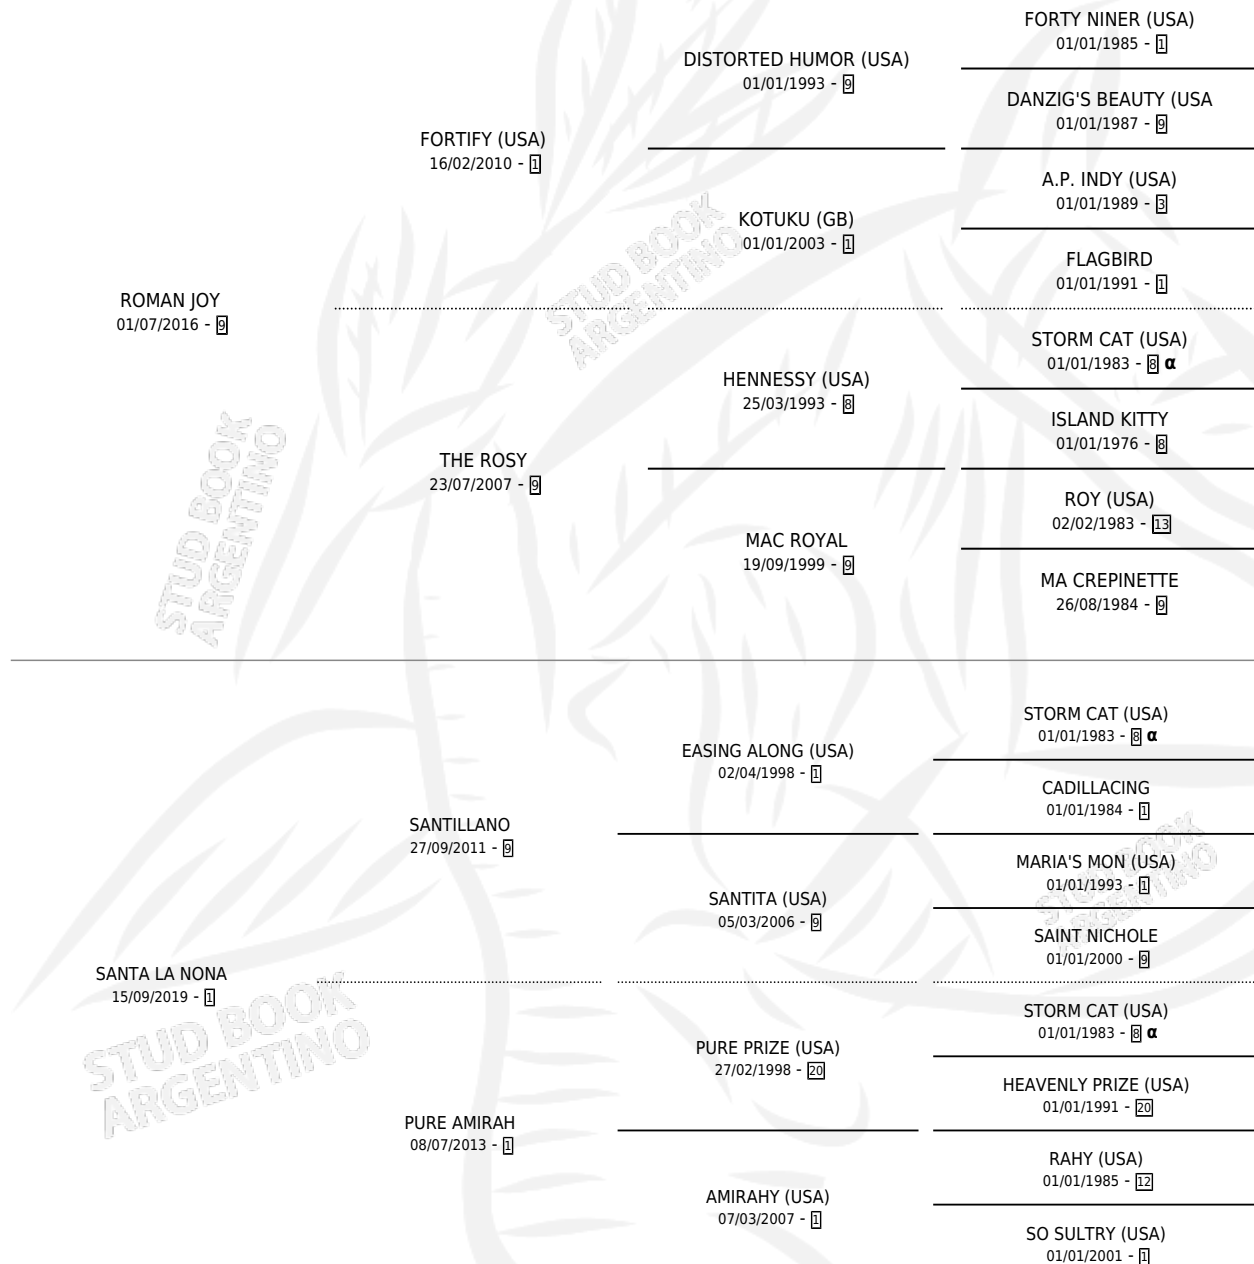 ROMAN JOY
01/07/2016 - 9
FORTIFY (USA)
16/02/2010 - 1
DISTORTED HUMOR (USA)
01/01/1993 - 9
FORTY NINER (USA)
01/01/1985 - 1
DANZIG'S BEAUTY (USA
01/01/1987 - 9
KOTUKU (GB)
01/01/2003 - 1
A.P. INDY (USA)
01/01/1989 - 3
FLAGBIRD
01/01/1991 - 1
THE ROSY
23/07/2007 - 9
HENNESSY (USA)
25/03/1993 - 8
STORM CAT (USA)
01/01/1983 - 8 α
ISLAND KITTY
01/01/1976 - 8
MAC ROYAL
19/09/1999 - 9
ROY (USA)
02/02/1983 - 13
MA CREPINETTE
26/08/1984 - 9
SANTA LA NONA
15/09/2019 - 1
SANTILLANO
27/09/2011 - 9
EASING ALONG (USA)
02/04/1998 - 1
STORM CAT (USA)
01/01/1983 - 8 α
CADILLACING
01/01/1984 - 1
SANTITA (USA)
05/03/2006 - 9
MARIA'S MON (USA)
01/01/1993 - 1
SAINT NICHOLE
01/01/2000 - 9
PURE AMIRAH
08/07/2013 - 1
PURE PRIZE (USA)
27/02/1998 - 20
STORM CAT (USA)
01/01/1983 - 8 α
HEAVENLY PRIZE (USA)
01/01/1991 - 20
AMIRAHY (USA)
07/03/2007 - 1
RAHY (USA)
01/01/1985 - 12
SO SULTRY (USA)
01/01/2001 - 1
STUD BOOK
ARGENTINO
STUD BOOK
ARGENTINO
STUD BOOK
ARGENTINO
STUD BOOK
ARGENTINO